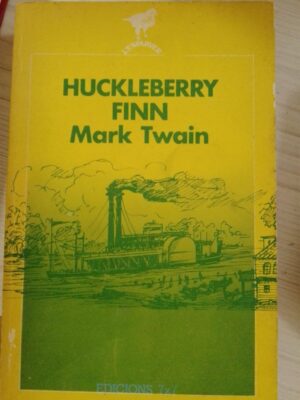 HUCKLEBERRY
FINN
Mark Twain
EDICIONS